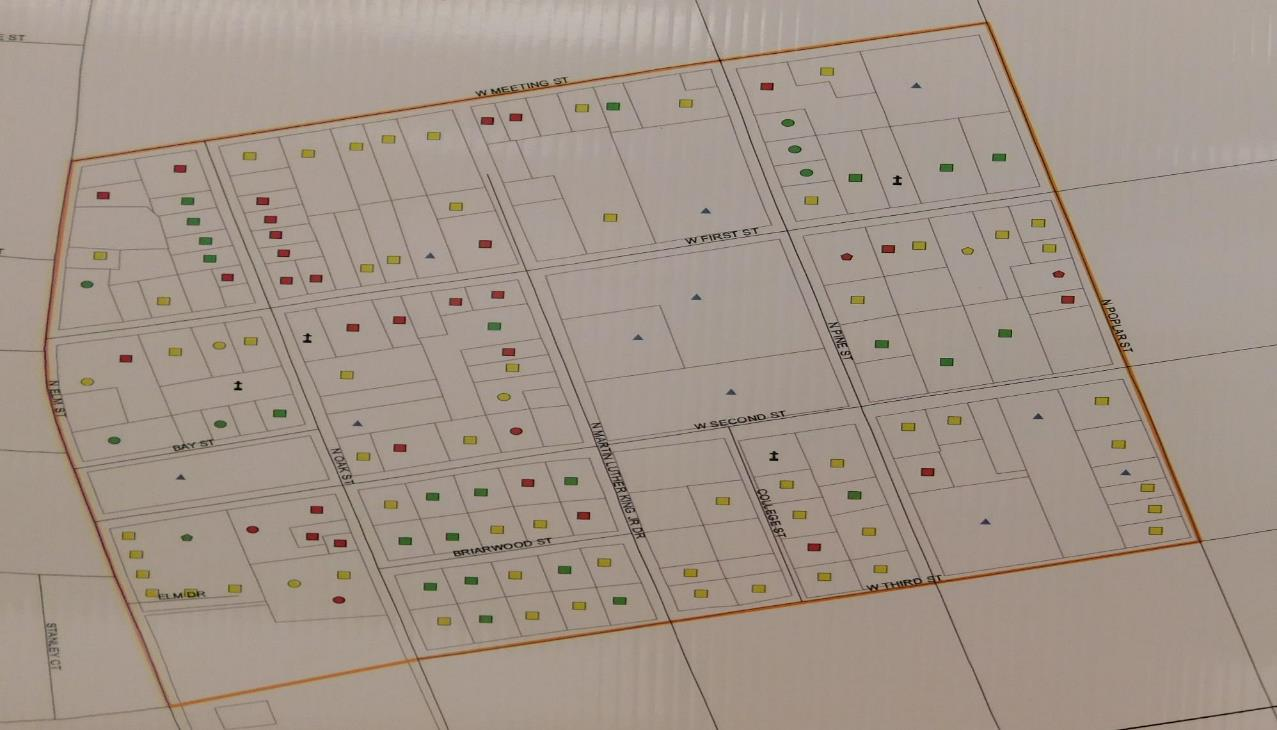 E ST
W MEETING ST
W FIRST ST
N POPLAR ST
N PINE ST
N ELM ST
W SECOND ST
BAY ST
N OAK ST
N MARTIN LUTHER KING JR DR
COLLEGE ST
BRIARWOOD ST
W THIRD ST
ELM DR
STANLEY CT